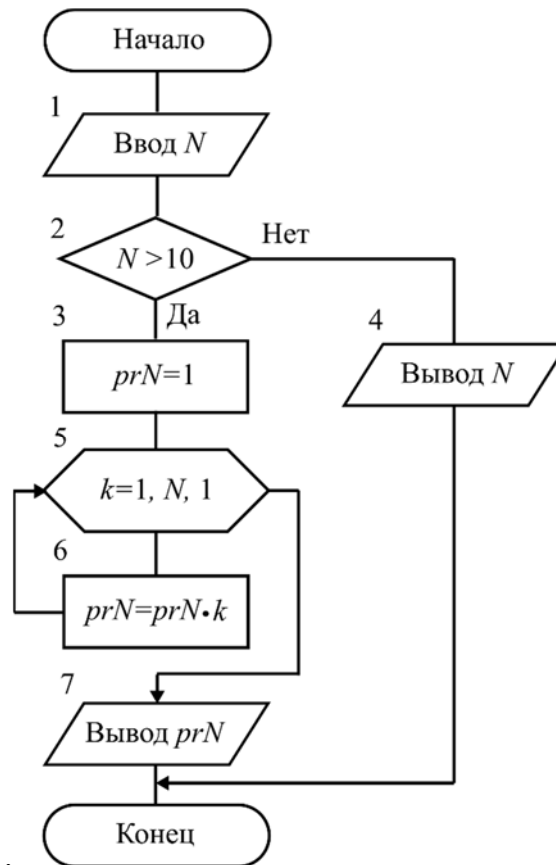 Начало
1
Ввод N
2
N >10
Нет
Да
3
prN=1
4
Вывод N
5
k=1, N, 1
6
prN=prN•k
7
Вывод prN
Конец